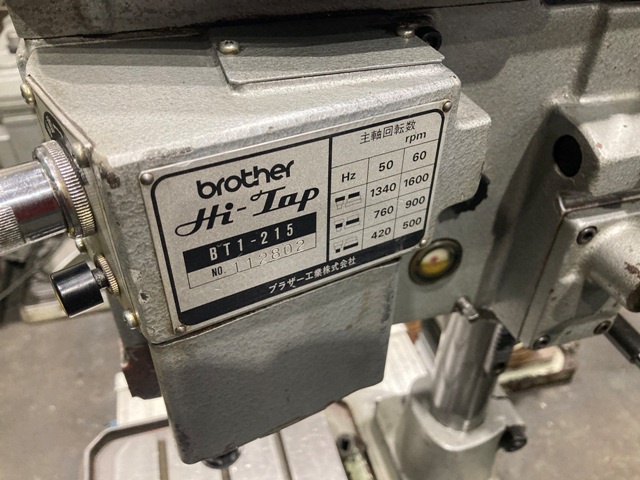 brother
Hi-Tap
BT1-215
NO. 112802
主軸回転数
rpm
Hz 50 60
1340 1600
760 900
420 500
ブラザー工業株式会社